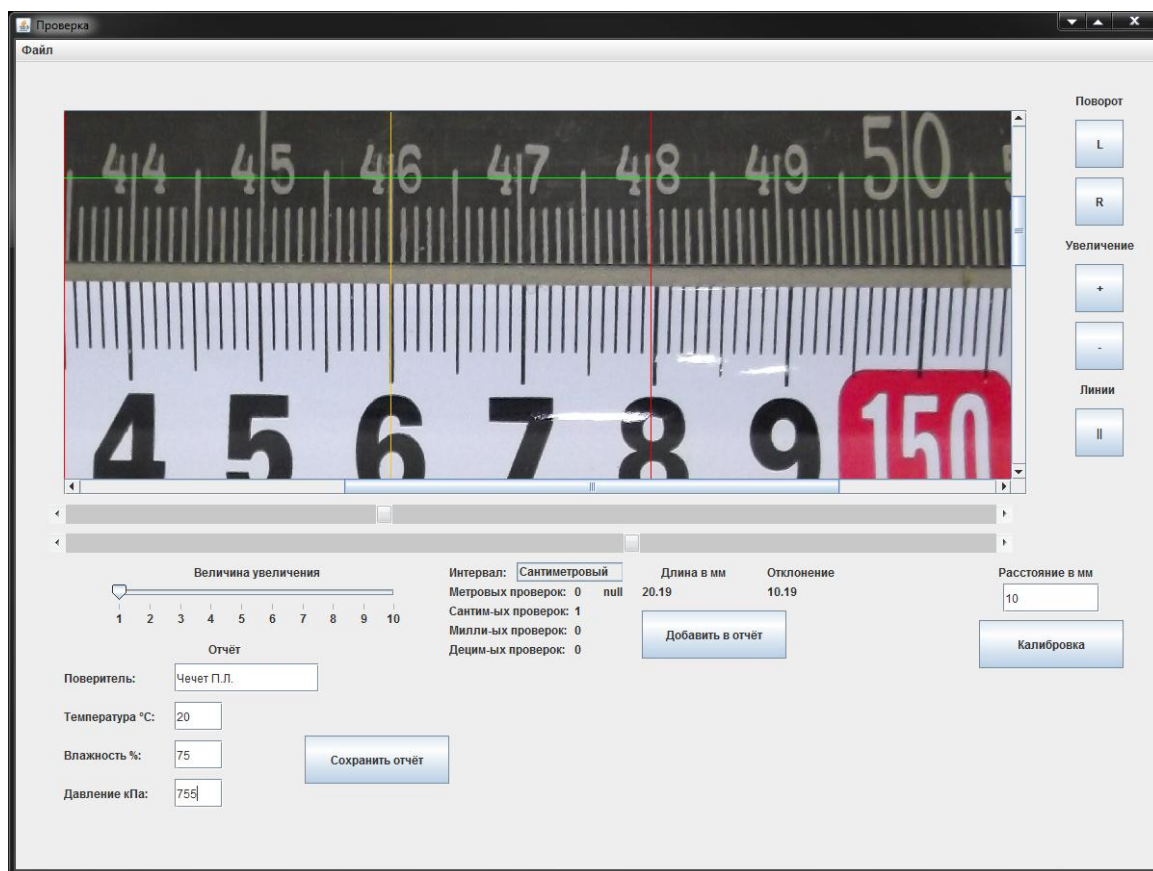 Проверка
Файл
Поворот
L
R
Увеличение
+
-
Линии
||
44 45 46 47 48 49 50
4 5 6 7 8 9 150
Величина увеличения
1 2 3 4 5 6 7 8 9 10
Интервал: Сантиметровый Длина в мм Отклонение
Метровых проверок: 0 null 20.19 10.19
Сантим-ых проверок: 1
Милли-ых проверок: 0
Децим-ых проверок: 0
Добавить в отчёт
Расстояние в мм
10
Калибровка
Отчёт
Поверитель: Чечет П.Л.
Температура °C: 20
Влажность %: 75
Сохранить отчёт
Давление кПа: 755